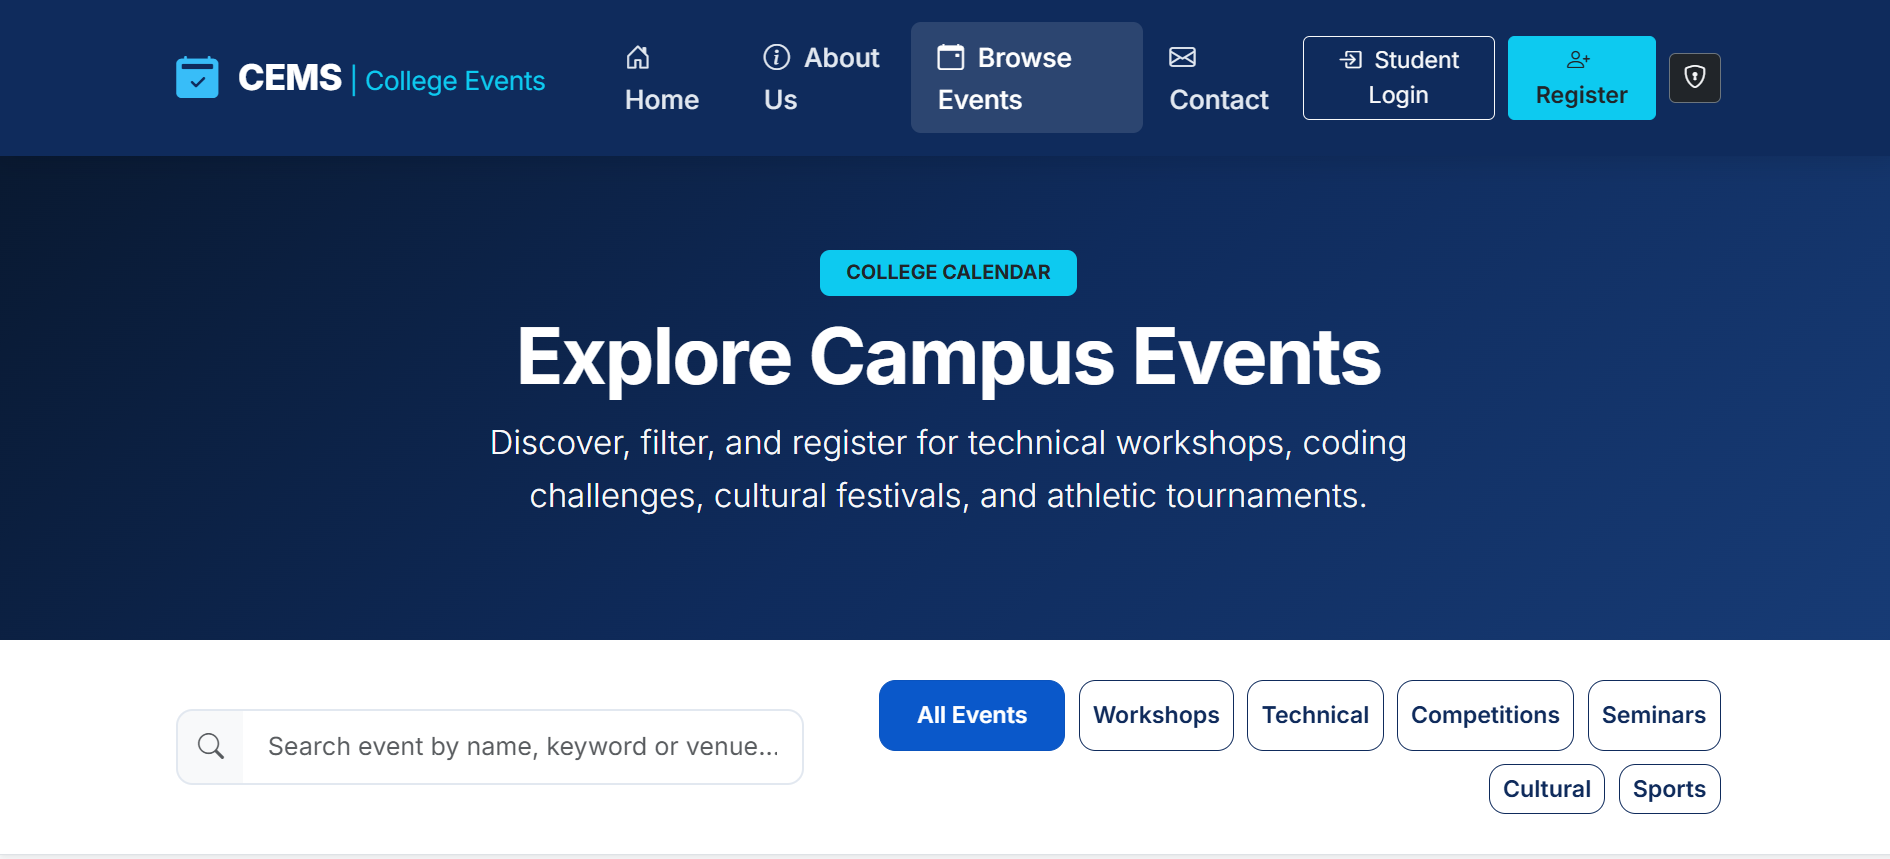 CEMS | College Events
Home
About
Us
Browse
Events
Contact
Student
Login
Register
COLLEGE CALENDAR
Explore Campus Events
Discover, filter, and register for technical workshops, coding
challenges, cultural festivals, and athletic tournaments.
Search event by name, keyword or venue...
All Events
Workshops
Technical
Competitions
Seminars
Cultural
Sports